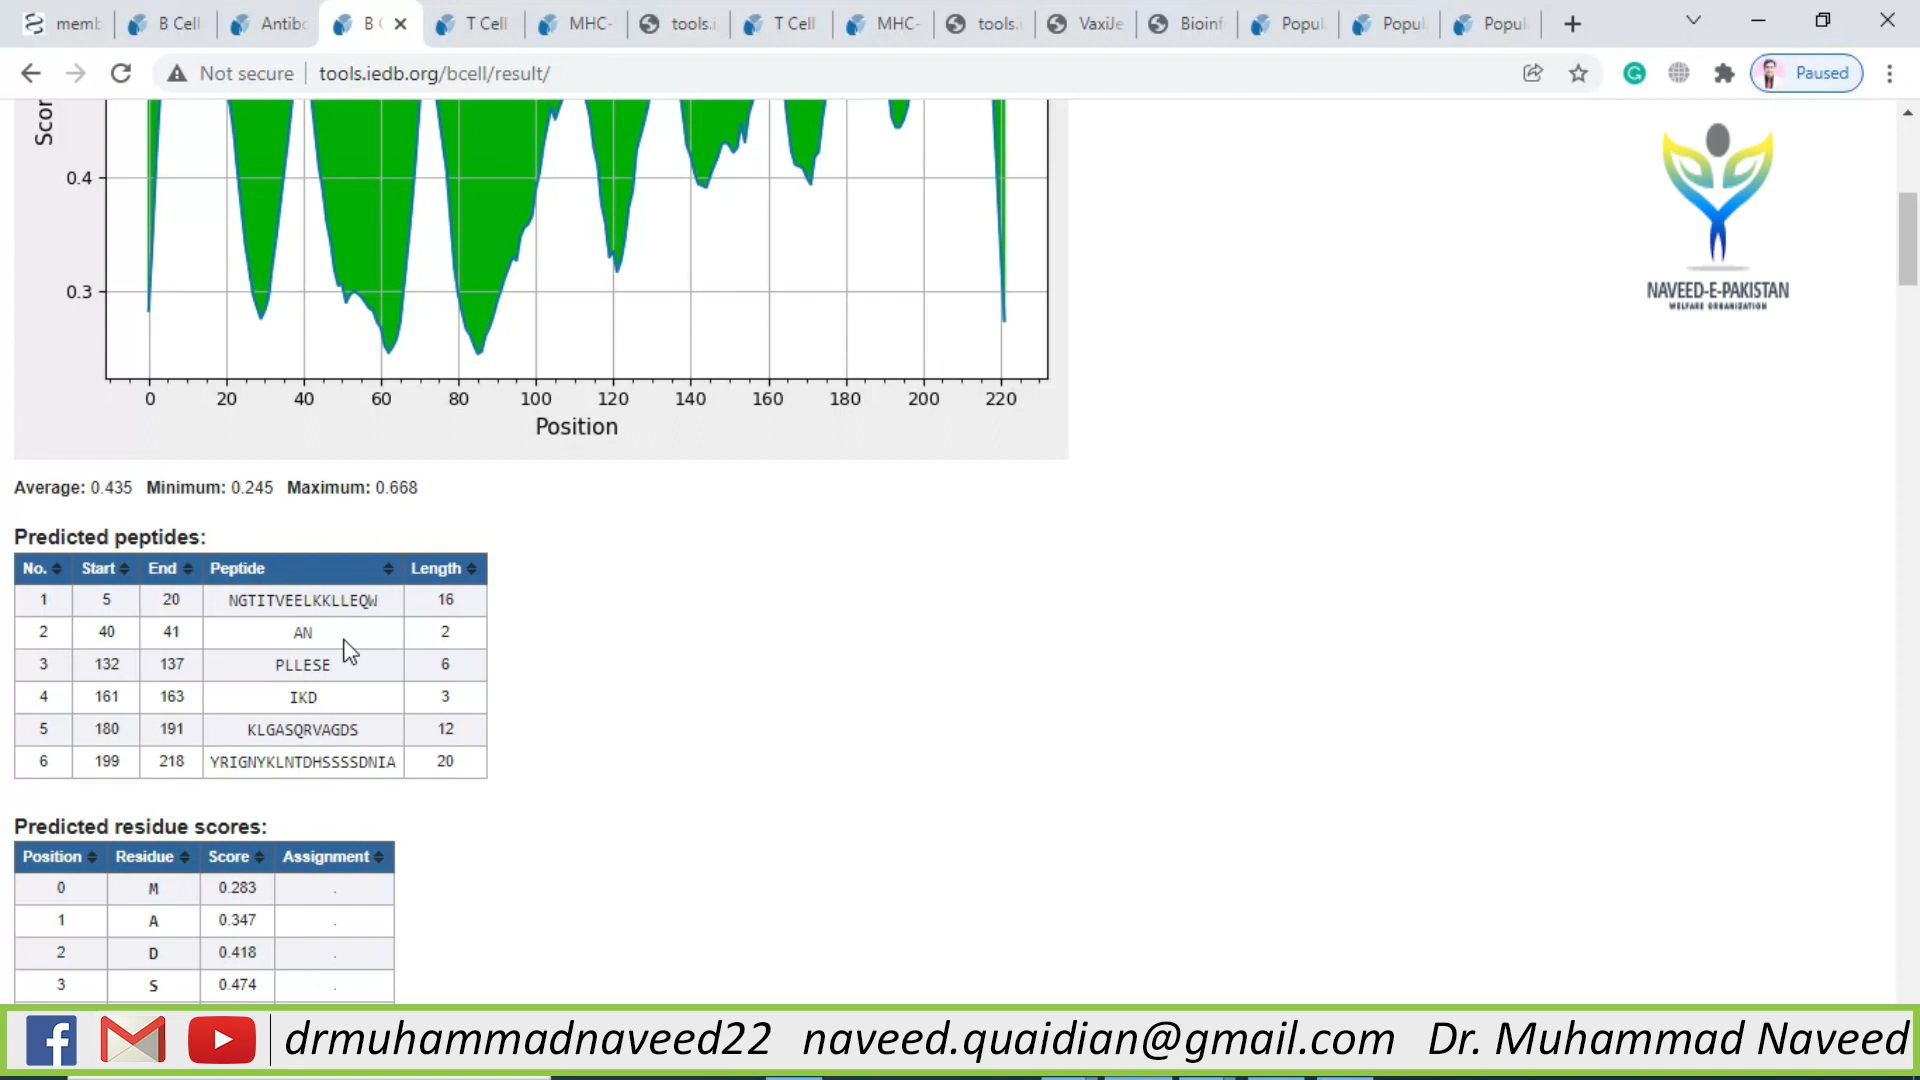 memb B Cell Antibo B C T Cell MHC- tools.i T Cell MHC- tools.i VaxiJe Bioinf Popul Popul Popul
Not secure tools.iedb.org/bcell/result/ Paused
Scor
0.4
0.3
0 20 40 60 80 100 120 140 160 180 200 220
Position
NAVEED-E-PAKISTAN
WELFARE ORGANIZATION
Average: 0.435 Minimum: 0.245 Maximum: 0.668
Predicted peptides:
No. Start End Peptide Length
1 5 20 NGTITVEELKKLLEQW 16
2 40 41 AN 2
3 132 137 PLLESE 6
4 161 163 IKD 3
5 180 191 KLGASQRVAGDS 12
6 199 218 YRIGNYKLNTDHSSSSDNIA 20
Predicted residue scores:
Position Residue Score Assignment
0 M 0.283 .
1 A 0.347 .
2 D 0.418 .
3 S 0.474 .
drmuhammadnaveed22 naveed.quaidian@gmail.com Dr. Muhammad Naveed